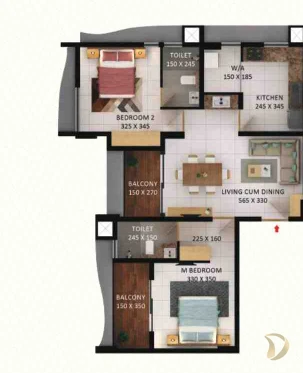 TOILET
150 X 245
W/A
150 X 185
KITCHEN
245 X 345
BEDROOM 2
325 X 345
BALCONY
150 X 270
LIVING CUM DINING
565 X 330
TOILET
245 X 150
225 X 160
M BEDROOM
330 X 350
BALCONY
150 X 350